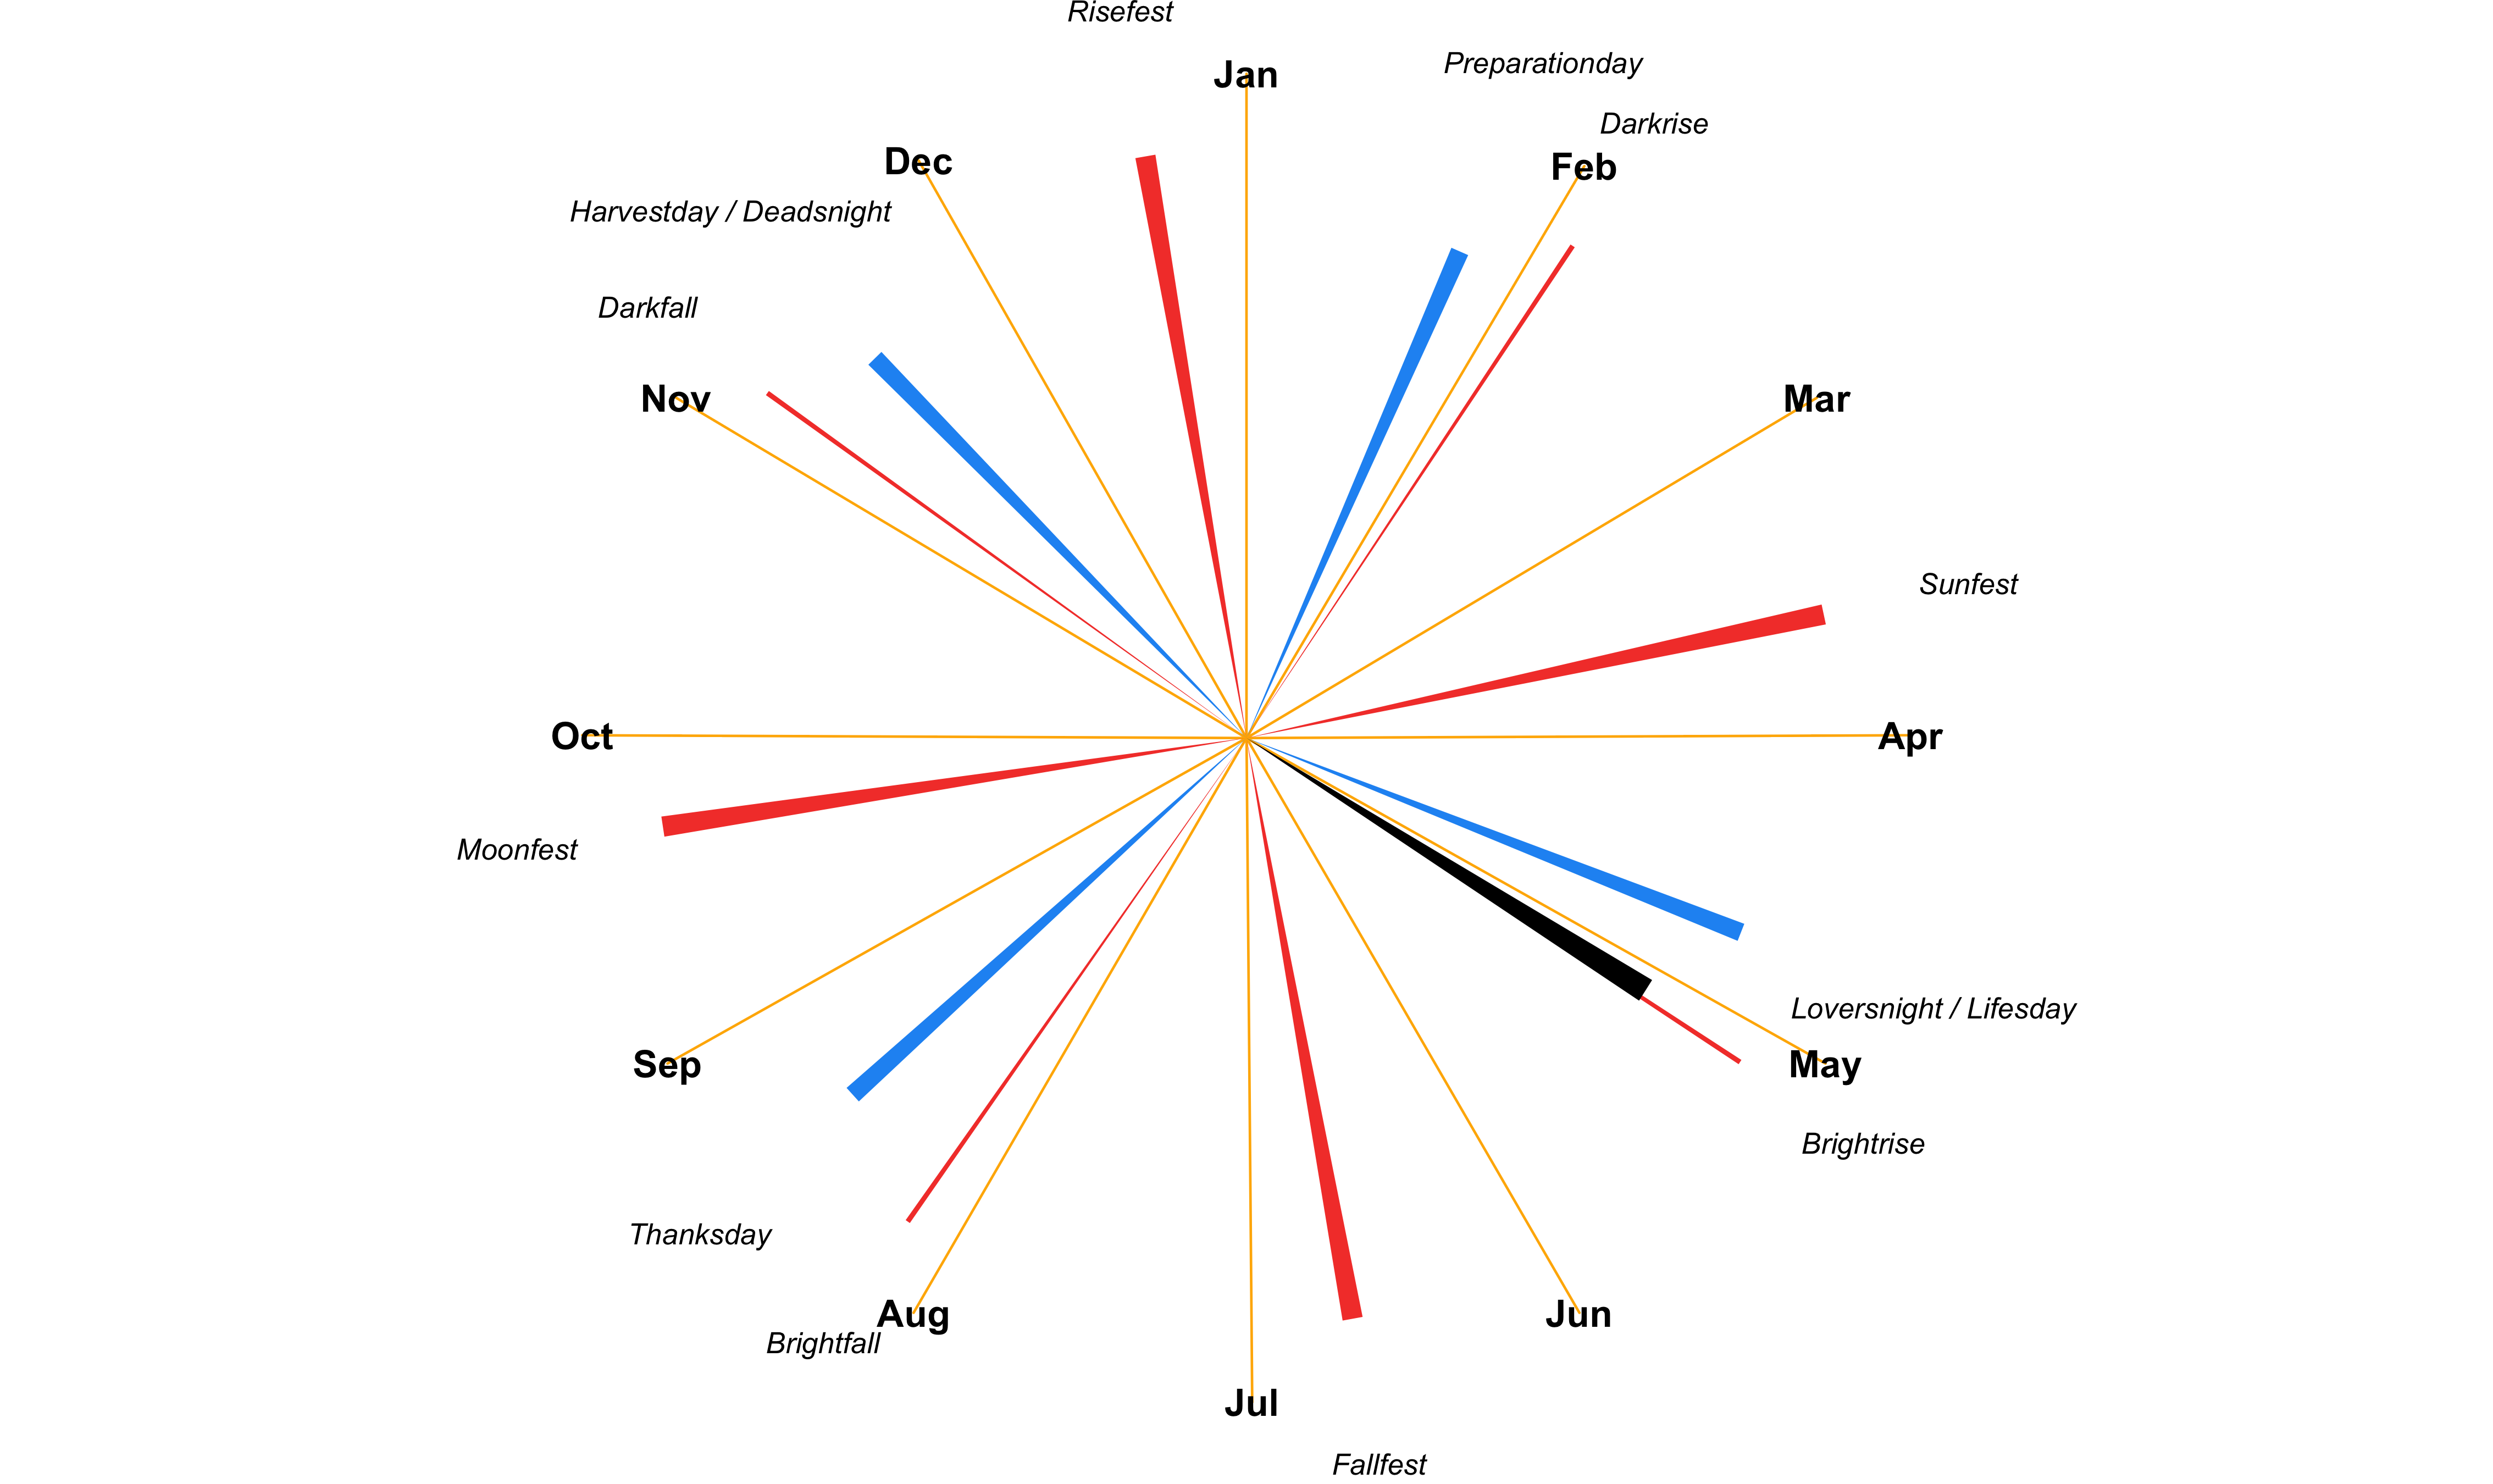 Risefest
Jan
Preparationday
Darkrise
Dec
Feb
Harvestday / Deadsnight
Darkfall
Nov
Mar
Sunfest
Oct
Apr
Moonfest
Loversnight / Lifesday
Sep
May
Brightrise
Thanksday
Aug
Jun
Brightfall
Jul
Fallfest